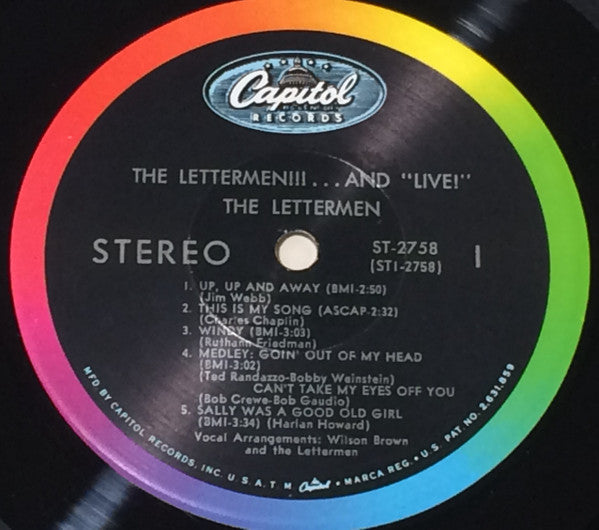 Capitol
RECORDS
THE LETTERMEN!!! . . . AND "LIVE!"
THE LETTERMEN
STEREO
ST-2758
(ST1-2758)
1
1. UP, UP AND AWAY (BMI-2:50)
(Jim Webb)
2. THIS IS MY SONG (ASCAP-2:32)
(Charles Chaplin)
3. WINDY (BMI-3:03)
(Ruthann Friedman)
4. MEDLEY: GOIN' OUT OF MY HEAD
(BMI-3:02)
(Ted Randazzo-Bobby Weinstein)
CAN'T TAKE MY EYES OFF YOU
(Bob Crewe-Bob Gaudio)
5. SALLY WAS A GOOD OLD GIRL
(BMI-3:34) (Harlan Howard)
Vocal Arrangements: Wilson Brown
and the Lettermen
MFD BY CAPITOL RECORDS, INC. U.S.A. T M Capitol • MARCA REG. • U.S. PAT. NO. 2,631,859